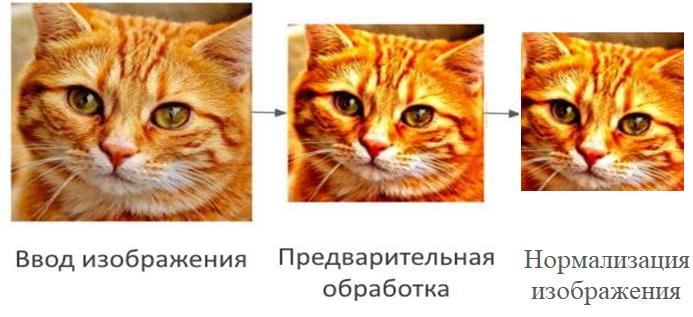 Ввод изображения
Предварительная
обработка
Нормализация
изображения